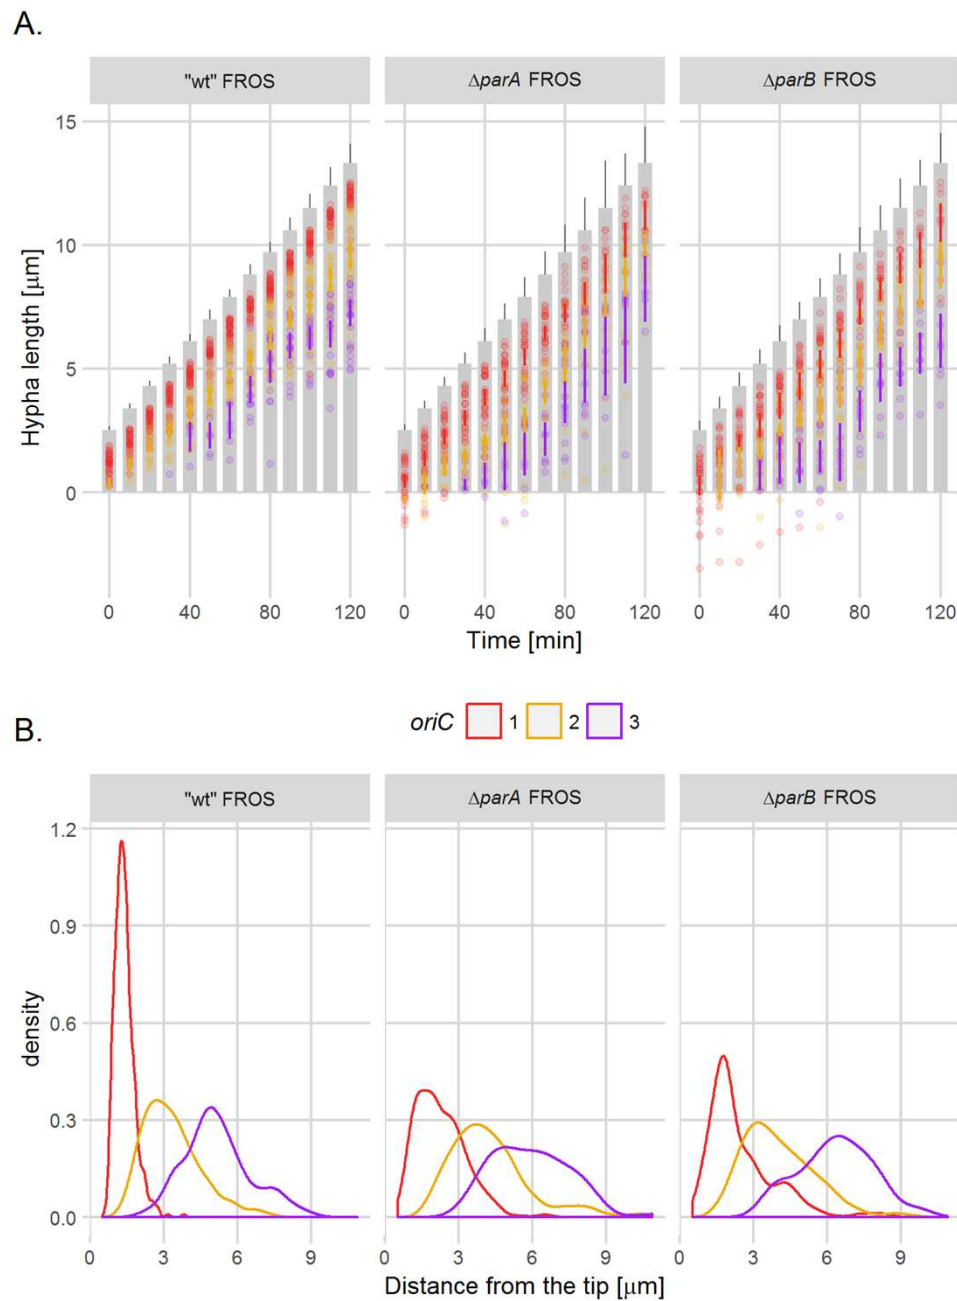 A.
"wt" FROS ΔparA FROS ΔparB FROS
15
10
5
0
Hypha length [μm]
0 40 80 120 0 40 80 120 0 40 80 120
Time [min]
oriC 1 2 3
B.
"wt" FROS ΔparA FROS ΔparB FROS
1.2
0.9
0.6
0.3
0.0
density
0 3 6 9 0 3 6 9 0 3 6 9
Distance from the tip [μm]